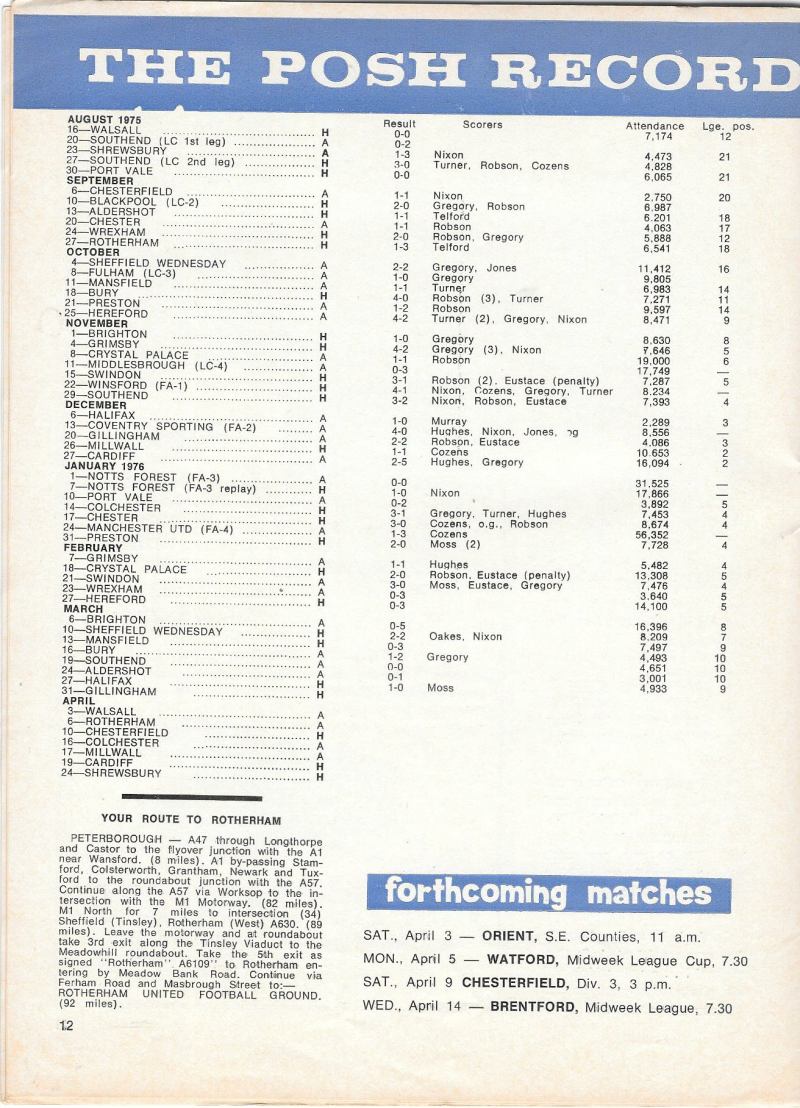 THE POSH RECORD
Result Scorers Attendance Lge. pos.
AUGUST 1975
16—WALSALL H 0-0 7,174 12
20—SOUTHEND (LC 1st leg) A 0-2
23—SHREWSBURY A 1-3 Nixon 4,473 21
27—SOUTHEND (LC 2nd leg) H 3-0 Turner, Robson, Cozens 4,828
30—PORT VALE H 0-0 6,065 21
SEPTEMBER
6—CHESTERFIELD A 1-1 Nixon 2,750 20
10—BLACKPOOL (LC-2) H 2-0 Gregory, Robson 6,987
13—ALDERSHOT H 1-1 Telford 6.201 18
20—CHESTER A 1-1 Robson 4,063 17
24—WREXHAM H 2-0 Robson, Gregory 5,888 12
27—ROTHERHAM H 1-3 Telford 6,541 18
OCTOBER
4—SHEFFIELD WEDNESDAY A 2-2 Gregory, Jones 11,412 16
8—FULHAM (LC-3) A 1-0 Gregory 9,805
11—MANSFIELD A 1-1 Turner 6,983 14
18—BURY H 4-0 Robson (3), Turner 7,271 11
21—PRESTON A 1-2 Robson 9,597 14
25—HEREFORD A 4-2 Turner (2), Gregory, Nixon 8,471 9
NOVEMBER
1—BRIGHTON H 1-0 Gregory 8,630 8
4—GRIMSBY H 4-2 Gregory (3), Nixon 7,646 5
8—CRYSTAL PALACE A 1-1 Robson 19,000 6
11—MIDDLESBROUGH (LC-4) A 0-3 17,749 —
15—SWINDON H 3-1 Robson (2), Eustace (penalty) 7,287 5
22—WINSFORD (FA-1) H 4-1 Nixon, Cozens, Gregory, Turner 8.234 —
29—SOUTHEND H 3-2 Nixon, Robson, Eustace 7,393 4
DECEMBER
6—HALIFAX A 1-0 Murray 2,289 3
13—COVENTRY SPORTING (FA-2) H 4-0 Hughes, Nixon, Jones, og 8,556 —
20—GILLINGHAM A 2-2 Robson, Eustace 4,086 3
26—MILLWALL H 1-1 Cozens 10.653 2
27—CARDIFF A 2-5 Hughes, Gregory 16,094 2
JANUARY 1976
1—NOTTS FOREST (FA-3) A 0-0 31,525 —
7—NOTTS FOREST (FA-3 replay) H 1-0 Nixon 17,866 —
10—PORT VALE A 0-2 3,892 5
14—COLCHESTER H 3-1 Gregory, Turner, Hughes 7,453 4
17—CHESTER H 3-0 Cozens, o.g., Robson 8,674 4
24—MANCHESTER UTD (FA-4) A 1-3 Cozens 56,352 —
31—PRESTON H 2-0 Moss (2) 7,728 4
FEBRUARY
7—GRIMSBY A 1-1 Hughes 5,482 4
18—CRYSTAL PALACE H 2-0 Robson, Eustace (penalty) 13,308 5
21—SWINDON A 3-0 Moss, Eustace, Gregory 7,476 4
23—WREXHAM A 0-3 3.640 5
27—HEREFORD H 0-3 14,100 5
MARCH
6—BRIGHTON A 0-5 16,396 8
10—SHEFFIELD WEDNESDAY H 2-2 Oakes, Nixon 8,209 7
13—MANSFIELD H 0-3 7,497 9
16—BURY A 1-2 Gregory 4,493 10
19—SOUTHEND A 0-0 4,651 10
24—ALDERSHOT A 0-1 3,001 10
27—HALIFAX H 1-0 Moss 4,933 9
31—GILLINGHAM H
APRIL
3—WALSALL A
6—ROTHERHAM A
10—CHESTERFIELD H
16—COLCHESTER A
17—MILLWALL A
19—CARDIFF H
24—SHREWSBURY H
YOUR ROUTE TO ROTHERHAM
PETERBOROUGH — A47 through Longthorpe
and Castor to the flyover junction with the A1
near Wansford. (8 miles). A1 by-passing Stam-
ford, Colsterworth, Grantham, Newark and Tux-
ford to the roundabout junction with the A57.
Continue along the A57 via Worksop to the in-
tersection with the M1 Motorway. (82 miles).
M1 North for 7 miles to intersection (34)
Sheffield (Tinsley), Rotherham (West) A630. (89
miles). Leave the motorway and at roundabout
take 3rd exit along the Tinsley Viaduct to the
Meadowhill roundabout. Take the 5th exit as
signed "Rotherham" A6109" to Rotherham en-
tering by Meadow Bank Road. Continue via
Ferham Road and Masbrough Street to:—
ROTHERHAM UNITED FOOTBALL GROUND.
(92 miles).
12
forthcoming matches
SAT., April 3 — ORIENT, S.E. Counties, 11 a.m.
MON., April 5 — WATFORD, Midweek League Cup, 7.30
SAT., April 9 CHESTERFIELD, Div. 3, 3 p.m.
WED., April 14 — BRENTFORD, Midweek League, 7.30